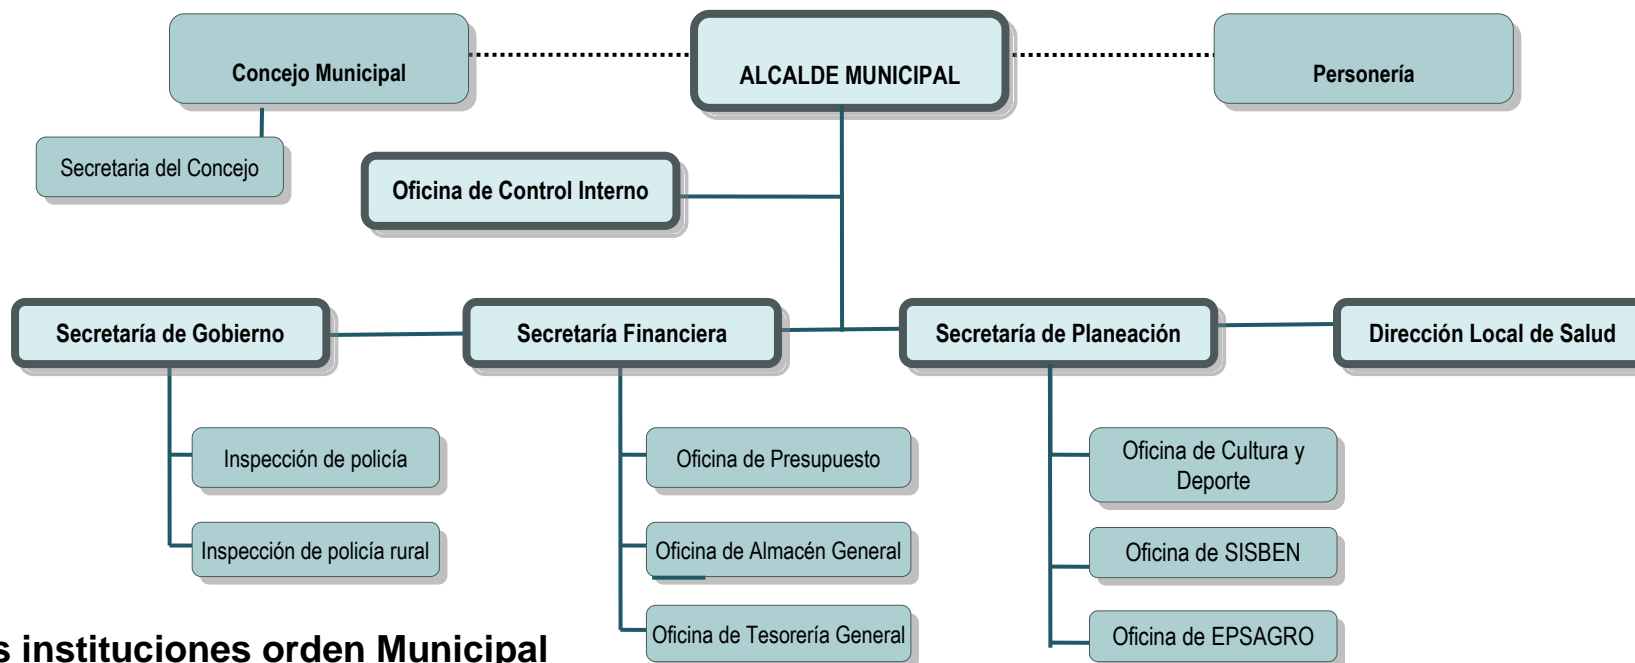 Concejo Municipal
ALCALDE MUNICIPAL
Personería
Secretaria del Concejo
Oficina de Control Interno
Secretaría de Gobierno
Secretaría Financiera
Secretaría de Planeación
Dirección Local de Salud
Inspección de policía
Inspección de policía rural
Oficina de Presupuesto
Oficina de Almacén General
Oficina de Tesorería General
Oficina de Cultura y
Deporte
Oficina de SISBEN
Oficina de EPSAGRO
s instituciones orden Municipal